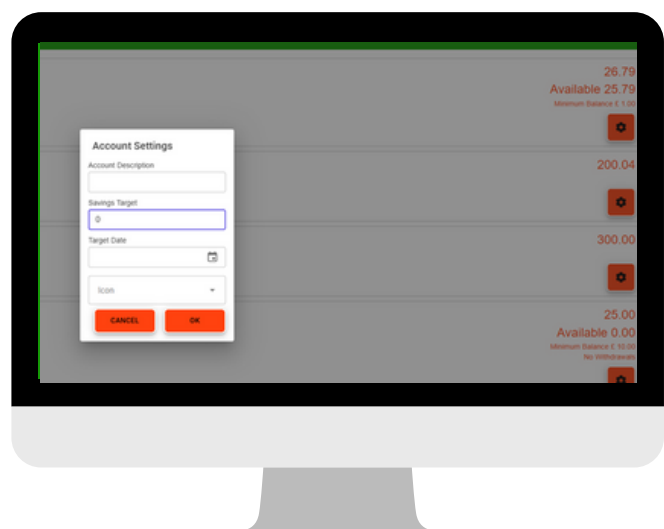 26.79
Available 25.79
Minimum Balance £ 1.00
Account Settings
Account Description
200.04
Savings Target
0
Target Date
300.00
Icon
CANCEL OK
25.00
Available 0.00
Minimum Balance £ 10.00
No Withdrawals